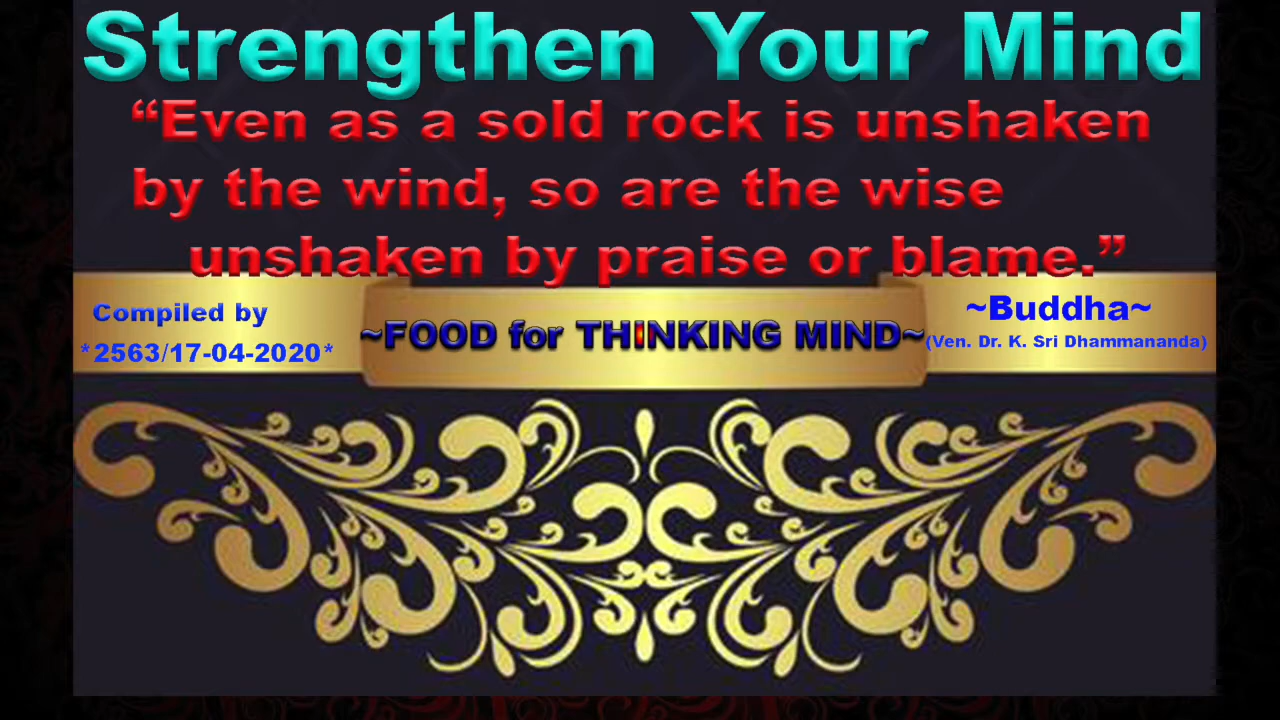 Strengthen Your Mind
“Even as a sold rock is unshaken
by the wind, so are the wise
unshaken by praise or blame.”
Compiled by
*2563/17-04-2020*
~FOOD for THINKING MIND~
~Buddha~
(Ven. Dr. K. Sri Dhammananda)